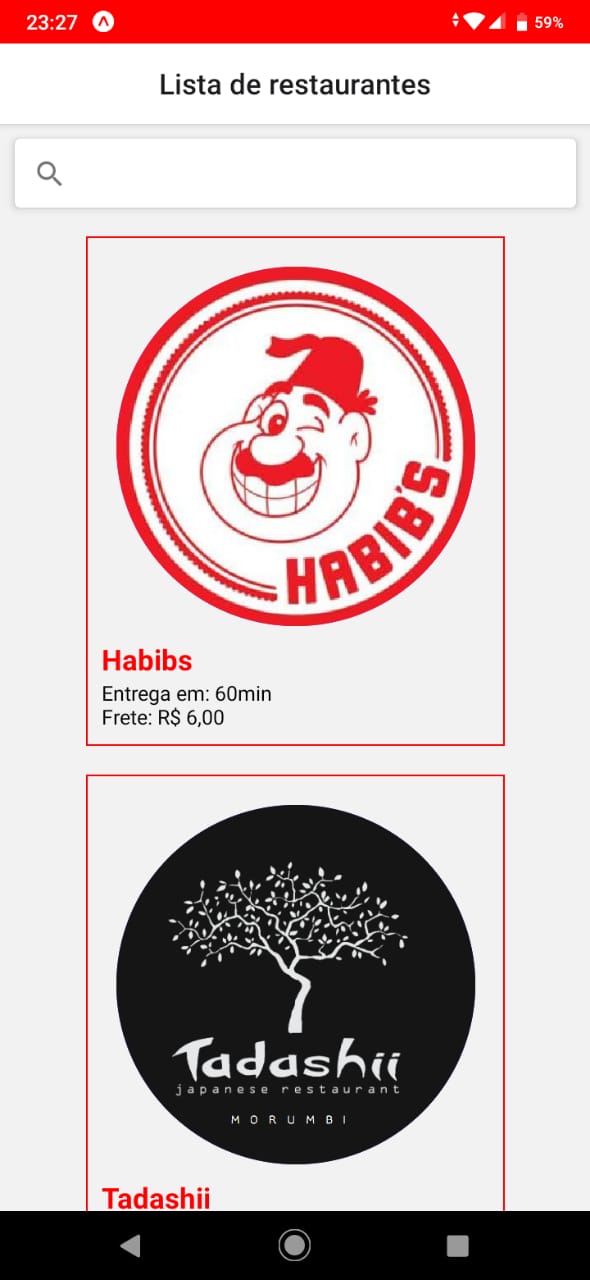 23:27
59%
Lista de restaurantes
HABIB'S
Habibs
Entrega em: 60min
Frete: R$ 6,00
Tadashii
japanese restaurant
MORUMBI
Tadashii